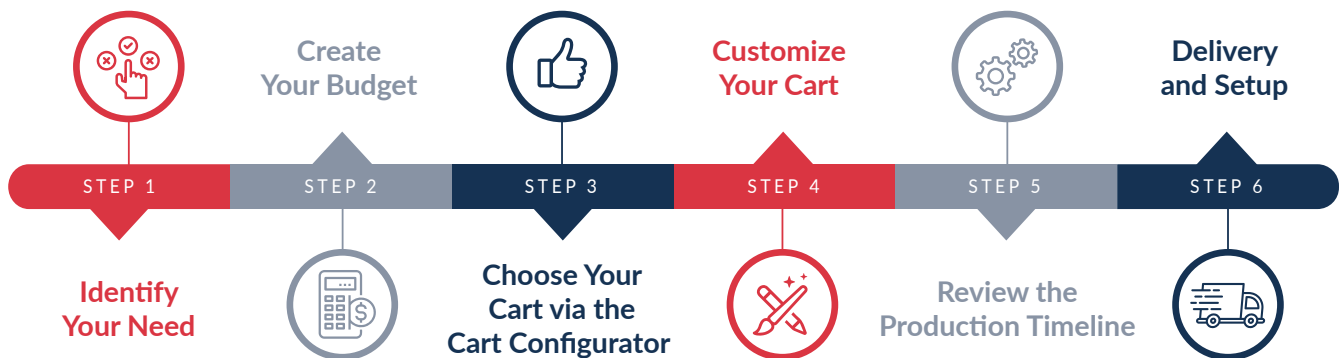 STEP 1
Identify
Your Need
STEP 2
Create
Your Budget
STEP 3
Choose Your
Cart via the
Cart Configurator
STEP 4
Customize
Your Cart
STEP 5
Review the
Production Timeline
STEP 6
Delivery
and Setup